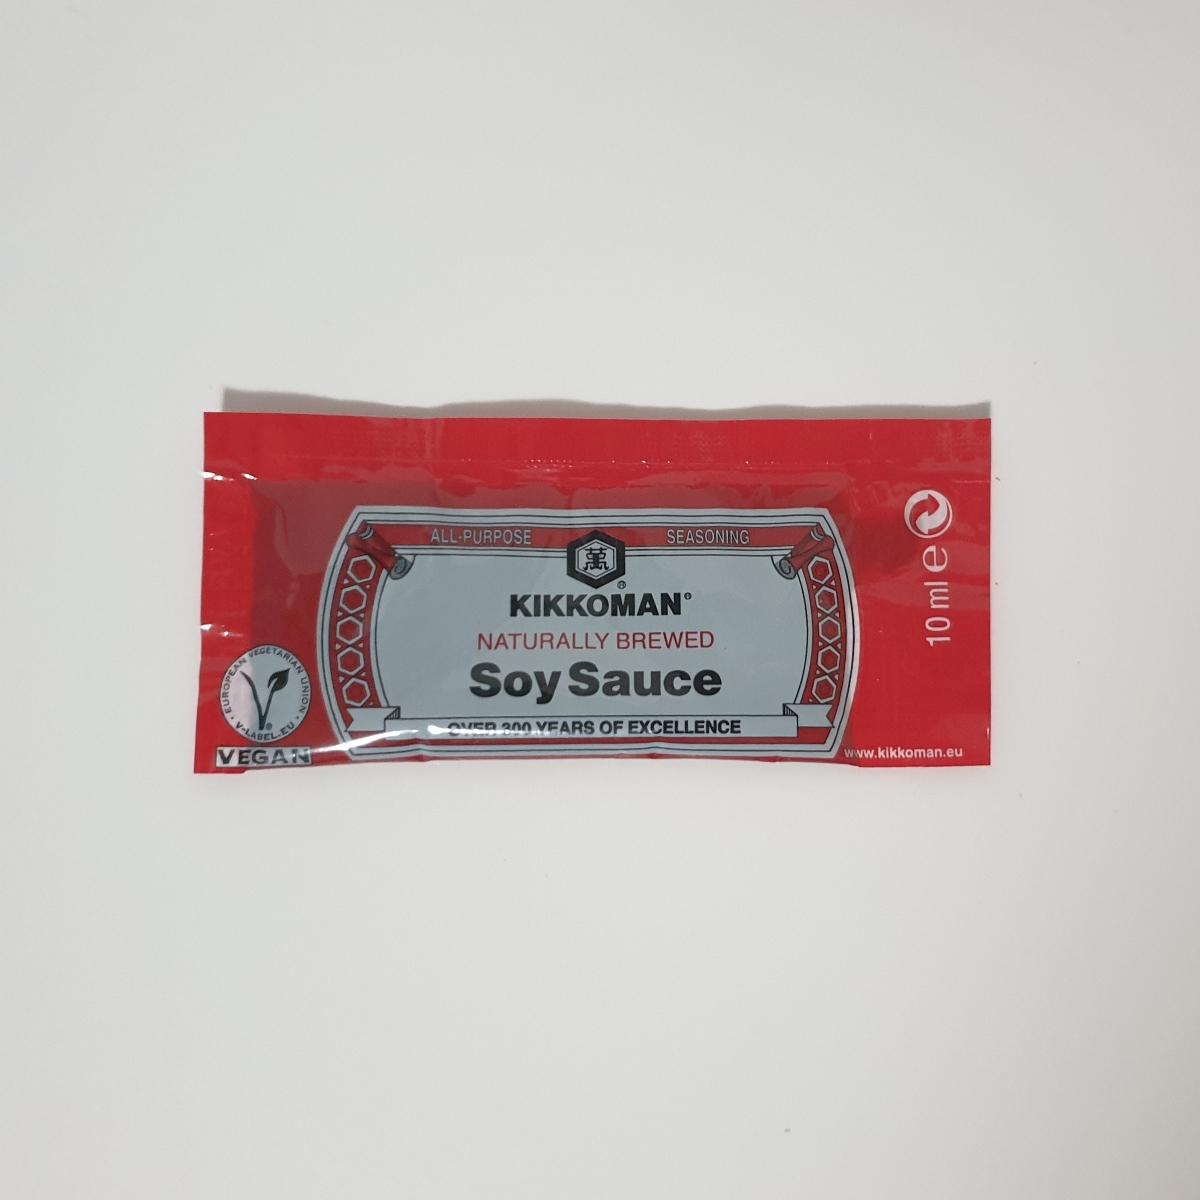 ALL-PURPOSE SEASONING
萬
®
KIKKOMAN®
NATURALLY BREWED
Soy Sauce
OVER 300 YEARS OF EXCELLENCE
EUROPEAN VEGETARIAN UNION
V-LABEL.EU
®
VEGAN
10 ml e
www.kikkoman.eu